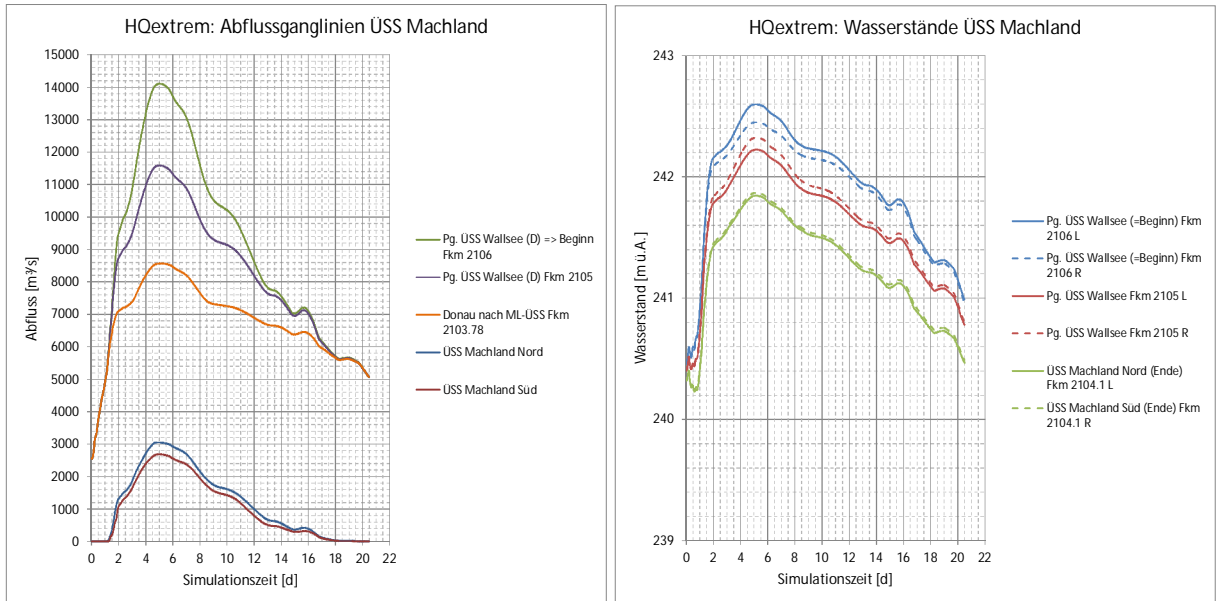 HQextrem: Abflussganglinien ÜSS Machland
15000
14000
13000
12000
11000
10000
9000
8000
7000
6000
5000
4000
3000
2000
1000
0
Abfluss [m³/s]
0 2 4 6 8 10 12 14 16 18 20 22
Simulationszeit [d]
Pg. ÜSS Wallsee (D) => Beginn
Fkm 2106
Pg. ÜSS Wallsee (D) Fkm 2105
Donau nach ML-ÜSS Fkm
2103.78
ÜSS Machland Nord
ÜSS Machland Süd
HQextrem: Wasserstände ÜSS Machland
243
242
241
240
239
Wasserstand [m ü.A.]
0 2 4 6 8 10 12 14 16 18 20 22
Simulationszeit [d]
Pg. ÜSS Wallsee (=Beginn) Fkm
2106 L
Pg. ÜSS Wallsee (=Beginn) Fkm
2106 R
Pg. ÜSS Wallsee Fkm 2105 L
Pg. ÜSS Wallsee Fkm 2105 R
ÜSS Machland Nord (Ende)
Fkm 2104.1 L
ÜSS Machland Süd (Ende) Fkm
2104.1 R